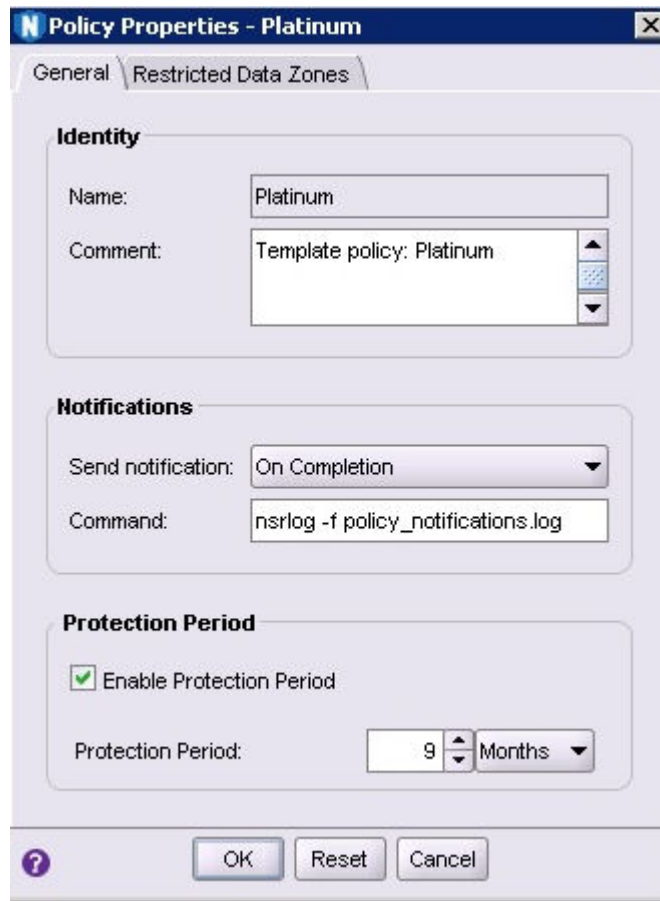 N Policy Properties - Platinum
General Restricted Data Zones
Identity
Name: Platinum
Comment: Template policy: Platinum
Notifications
Send notification: On Completion
Command: nsrlog -f policy_notifications.log
Protection Period
Enable Protection Period
Protection Period: 9 Months
? OK Reset Cancel